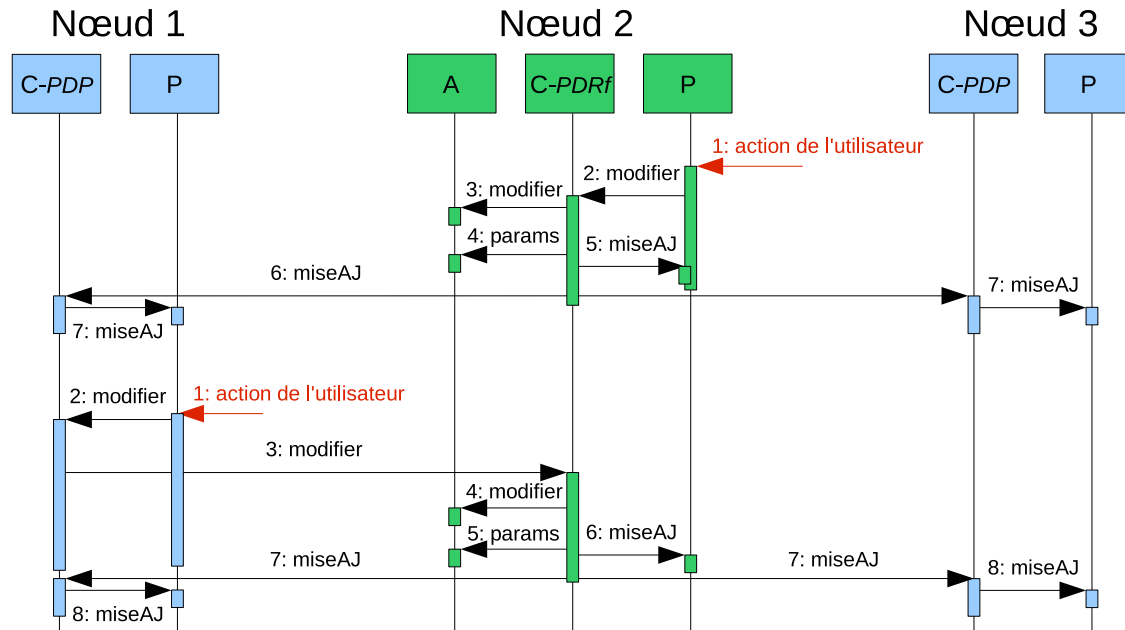 Nœud 1
Nœud 2
Nœud 3
C-PDP
P
A
C-PDRf
P
C-PDP
P
1: action de l'utilisateur
2: modifier
3: modifier
4: params
5: miseAJ
6: miseAJ
7: miseAJ
7: miseAJ
1: action de l'utilisateur
2: modifier
3: modifier
4: modifier
5: params
6: miseAJ
7: miseAJ
7: miseAJ
8: miseAJ
8: miseAJ